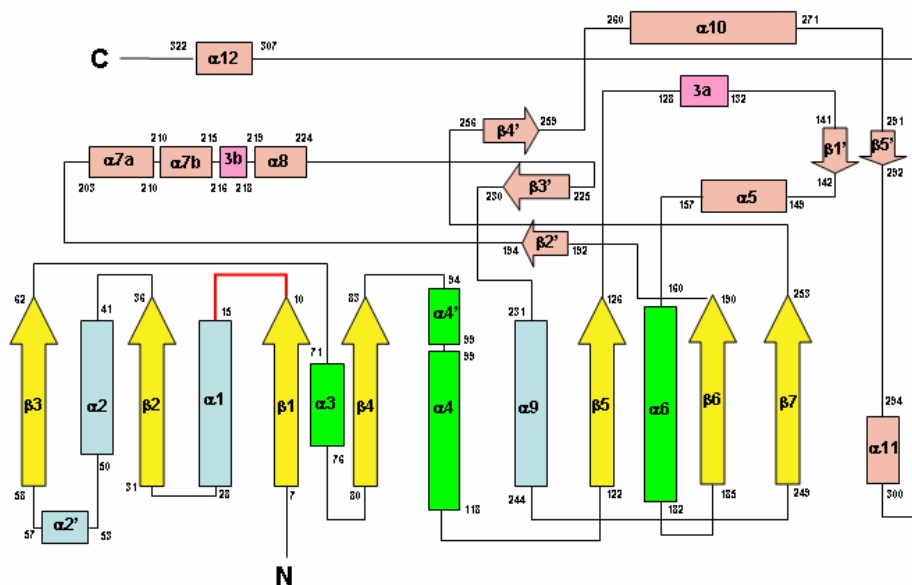 260 α10 271
C 322 α12 307
3a
128 132
256 β4' 259
141 β1' 142
291 β5' 292
210 215 219 224
α7a α7b 3b α8
203 210 216 218
230 β3' 225
157 α5 149
194 β2' 192
62 41 36 15 10 83 94 231 126 160 190 253
α4'
71 99
99
β3 α2 β2 α1 β1 α3 β4 α4 α9 β5 α6 β6 β7
294 α11 300
50 76
58 31 28 7 80 118 244 122 182 185 249
57 α2' 53
N